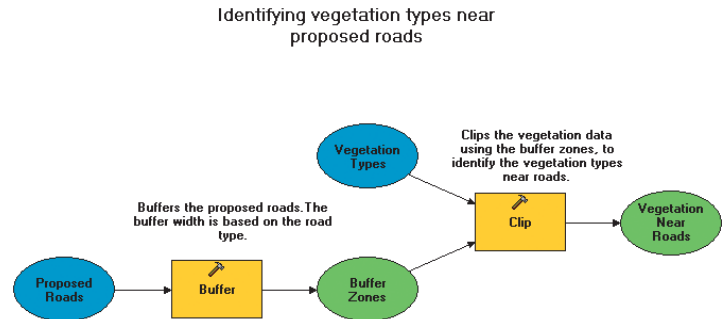 Identifying vegetation types near
proposed roads
Vegetation
Types
Clips the vegetation data
using the buffer zones, to
identify the vegetation types
near roads.
Clip
Vegetation
Near
Roads
Buffers the proposed roads.The
buffer width is based on the road
type.
Proposed
Roads
Buffer
Buffer
Zones